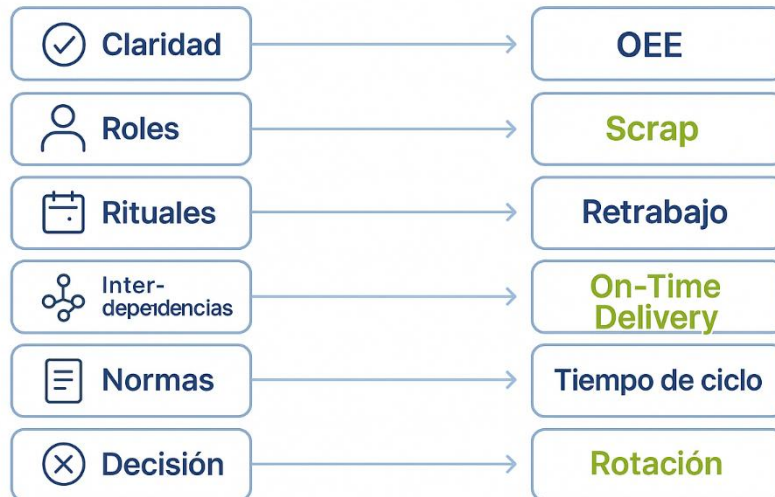 Claridad
OEE
Roles
Scrap
Rituales
Retrabajo
Inter-
depeıdencias
On-Time
Delivery
Normas
Tiempo de ciclo
Decisión
Rotación